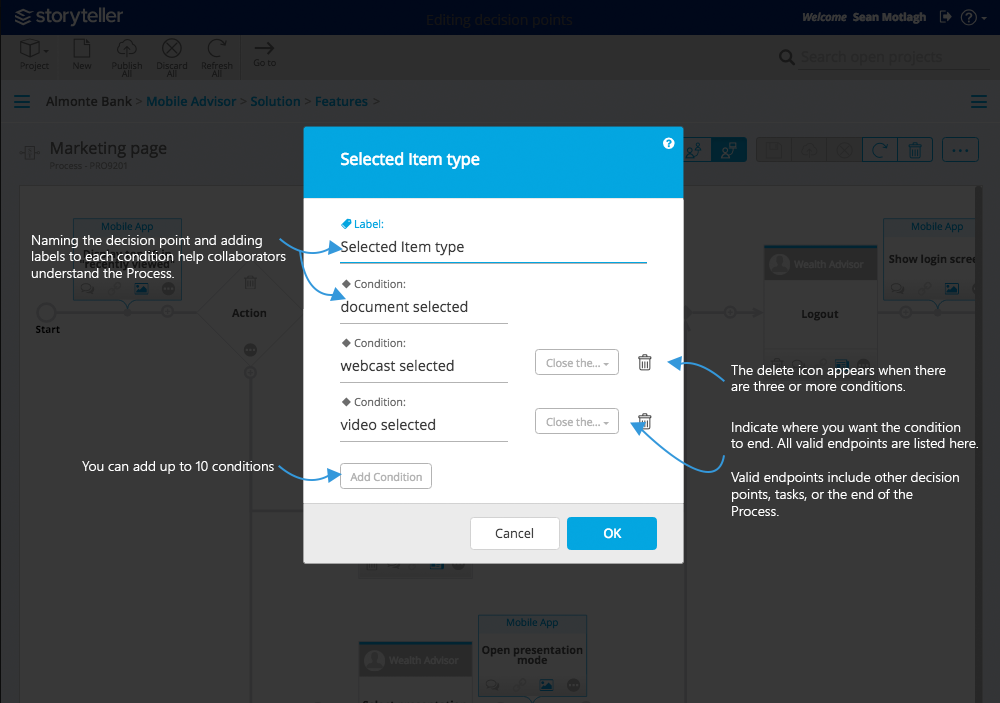 storyteller
Editing decision points
Welcome Sean Motlagh
Project
New
Publish All
Discard All
Refresh All
Go to
Search open projects
Almonte Bank > Mobile Advisor > Solution > Features >
Marketing page
Process - PRO9201
Selected Item type
Label:
Selected Item type
Condition:
document selected
Condition:
webcast selected
Close the...
Condition:
video selected
Close the...
Add Condition
Cancel
OK
Naming the decision point and adding
labels to each condition help collaborators
understand the Process.
You can add up to 10 conditions
The delete icon appears when there
are three or more conditions.
Indicate where you want the condition
to end. All valid endpoints are listed here.
Valid endpoints include other decision
points, tasks, or the end of the
Process.
Mobile App
recently viewed
Start
Action
Wealth Advisor
Logout
Mobile App
Show login scree
Wealth Advisor
Mobile App
Open presentation
mode